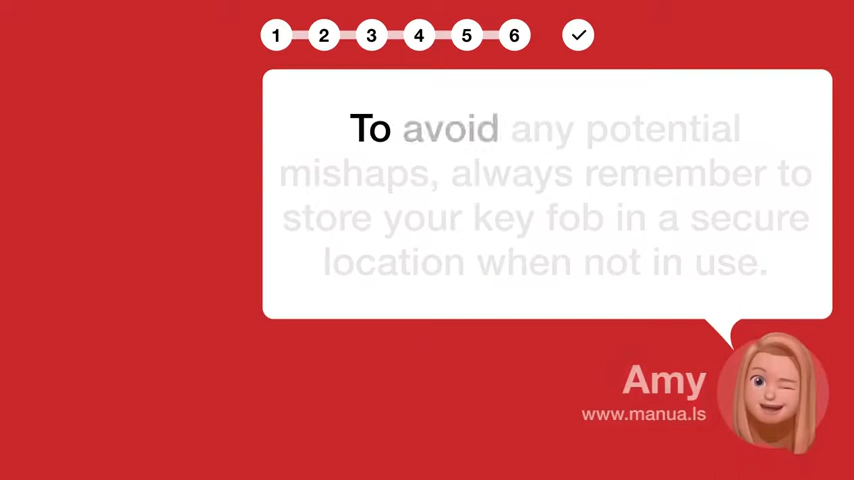 1 2 3 4 5 6
To avoid any potential
mishaps, always remember to
store your key fob in a secure
location when not in use.
Amy
www.manua.ls